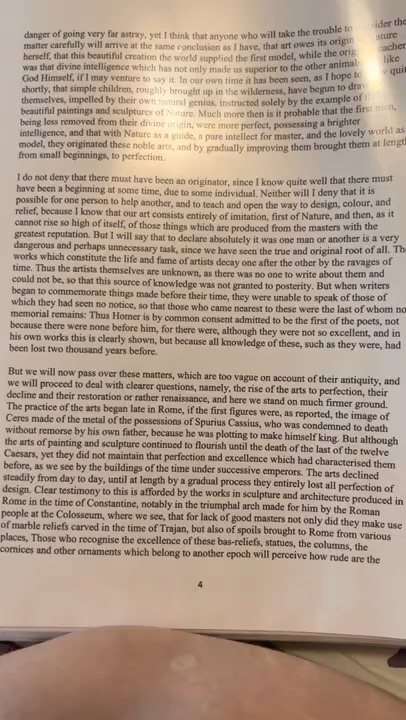 danger of going very far astray, yet I think that anyone who will take the trouble to consider the
matter carefully will arrive at the same conclusion as I have, that art owes its origin nature
herself, that this beautiful creation the world supplied the first model, while the orig teacher
was that divine intelligence which has not only made us superior to the other animals like
God Himself, if I may venture to say it. In our own time it has been seen, as I hope to quit
shortly, that simple children, roughly brought up in the wilderness, have begun to draw
themselves, impelled by their own natural genius, instructed solely by the example of
beautiful paintings and sculptures of Nature. Much more then is it probable that the first men,
being less removed from their divine origin, were more perfect, possessing a brighter
intelligence, and that with Nature as a guide, a pure intellect for master, and the lovely world as
model, they originated these noble arts, and by gradually improving them brought them at lengt
from small beginnings, to perfection.
I do not deny that there must have been an originator, since I know quite well that there must
have been a beginning at some time, due to some individual. Neither will I deny that it is
possible for one person to help another, and to teach and open the way to design, colour, and
relief, because I know that our art consists entirely of imitation, first of Nature, and then, as it
cannot rise so high of itself, of those things which are produced from the masters with the
greatest reputation. But I will say that to declare absolutely it was one man or another is a very
dangerous and perhaps unnecessary task, since we have seen the true and original root of all. Th
works which constitute the life and fame of artists decay one after the other by the ravages of
time. Thus the artists themselves are unknown, as there was no one to write about them and
could not be, so that this source of knowledge was not granted to posterity. But when writers
began to commemorate things made before their time, they were unable to speak of those of
which they had seen no notice, so that those who came nearest to these were the last of whom no
memorial remains: Thus Homer is by common consent admitted to be the first of the poets, not
because there were none before him, for there were, although they were not so excellent, and in
his own works this is clearly shown, but because all knowledge of these, such as they were, had
been lost two thousand years before.
But we will now pass over these matters, which are too vague on account of their antiquity, and
we will proceed to deal with clearer questions, namely, the rise of the arts to perfection, their
decline and their restoration or rather renaissance, and here we stand on much firmer ground.
The practice of the arts began late in Rome, if the first figures were, as reported, the image of
Ceres made of the metal of the possessions of Spurius Cassius, who was condemned to death
without remorse by his own father, because he was plotting to make himself king. But although
the arts of painting and sculpture continued to flourish until the death of the last of the twelve
Caesars, yet they did not maintain that perfection and excellence which had characterised them
before, as we see by the buildings of the time under successive emperors. The arts declined
steadily from day to day, until at length by a gradual process they entirely lost all perfection of
design. Clear testimony to this is afforded by the works in sculpture and architecture produced in
Rome in the time of Constantine, notably in the triumphal arch made for him by the Roman
people at the Colosseum, where we see, that for lack of good masters not only did they make use
of marble reliefs carved in the time of Trajan, but also of spoils brought to Rome from various
places, Those who recognise the excellence of these bas-reliefs, statues, the columns, the
cornices and other ornaments which belong to another epoch will perceive how rude are the
4